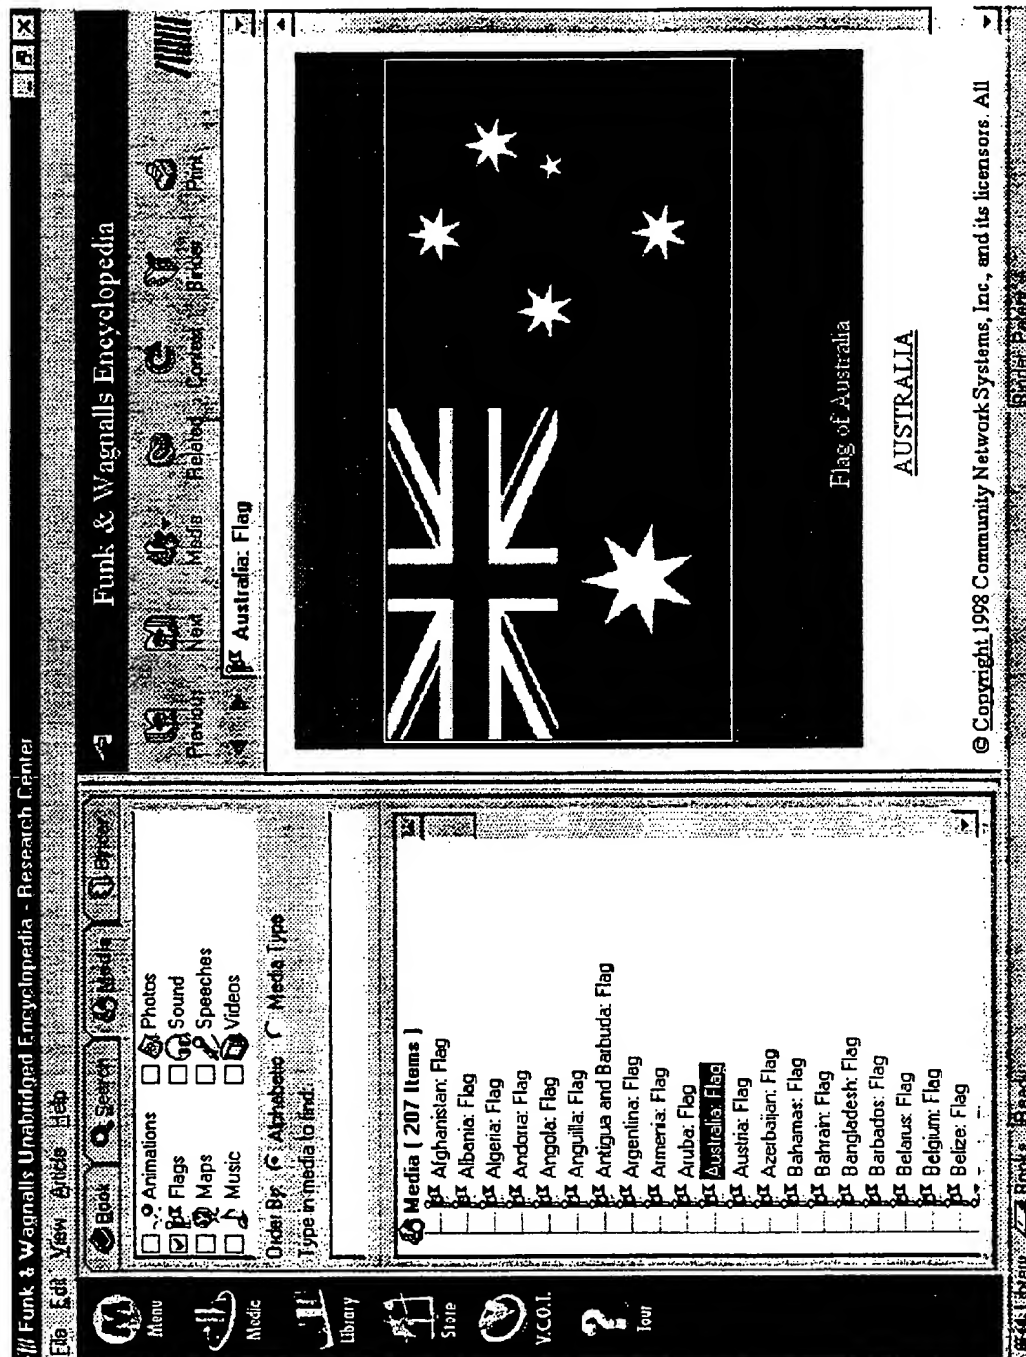 Funk & Wagnalls Unabridged Encyclopedia - Research Center
File Edit View Article Help
Menu
Media
Library
Store
V.C.O.I.
Tour
Book Search Media Binder
Animations Photos
Flags Sound
Maps Speeches
Music Videos
Order By: Alphabetic Media Type
Type in media to find:
Media ( 207 Items )
Afghanistan: Flag
Albania: Flag
Algeria: Flag
Andorra: Flag
Angola: Flag
Anguilla: Flag
Antigua and Barbuda: Flag
Argentina: Flag
Armenia: Flag
Aruba: Flag
Australia: Flag
Austria: Flag
Azerbaijan: Flag
Bahamas: Flag
Bahrain: Flag
Bangladesh: Flag
Barbados: Flag
Belarus: Flag
Belgium: Flag
Belize: Flag
Funk & Wagnalls Encyclopedia
Previous Next Media Related Context Binder Print
Australia: Flag
Flag of Australia
AUSTRALIA
© Copyright 1998 Community Network Systems, Inc., and its licensors. All